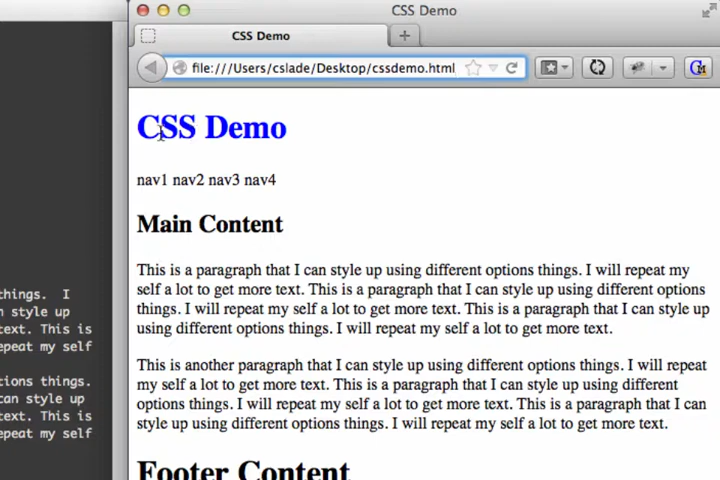 CSS Demo
CSS Demo
file:///Users/cslade/Desktop/cssdemo.html
CSS Demo
nav1 nav2 nav3 nav4
Main Content
This is a paragraph that I can style up using different options things. I will repeat my
self a lot to get more text. This is a paragraph that I can style up using different options
things. I will repeat my self a lot to get more text. This is a paragraph that I can style up
using different options things. I will repeat my self a lot to get more text.
This is another paragraph that I can style up using different options things. I will repeat
my self a lot to get more text. This is a paragraph that I can style up using different
options things. I will repeat my self a lot to get more text. This is a paragraph that I can
style up using different options things. I will repeat my self a lot to get more text.
Footer Content
things. I
n style up
text. This is
epeat my self
tions things.
can style up
text. This is
epeat my self